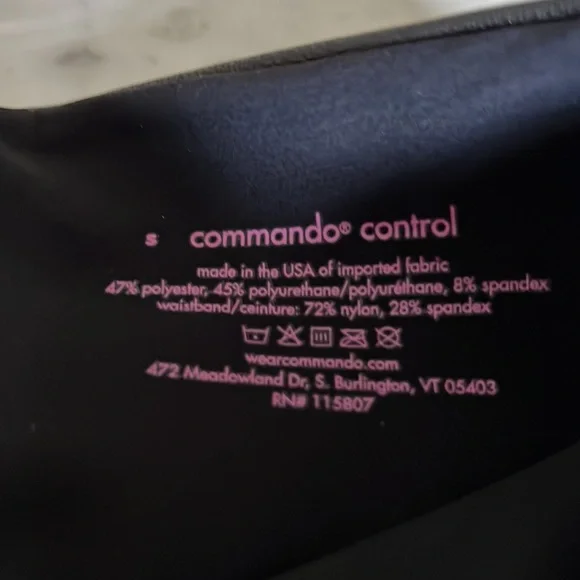 s commando® control
made in the USA of imported fabric
47% polyester, 45% polyurethane/polyuréthane, 8% spandex
waistband/ceinture: 72% nylon, 28% spandex
wearcommando.com
472 Meadowland Dr, S. Burlington, VT 05403
RN# 115807